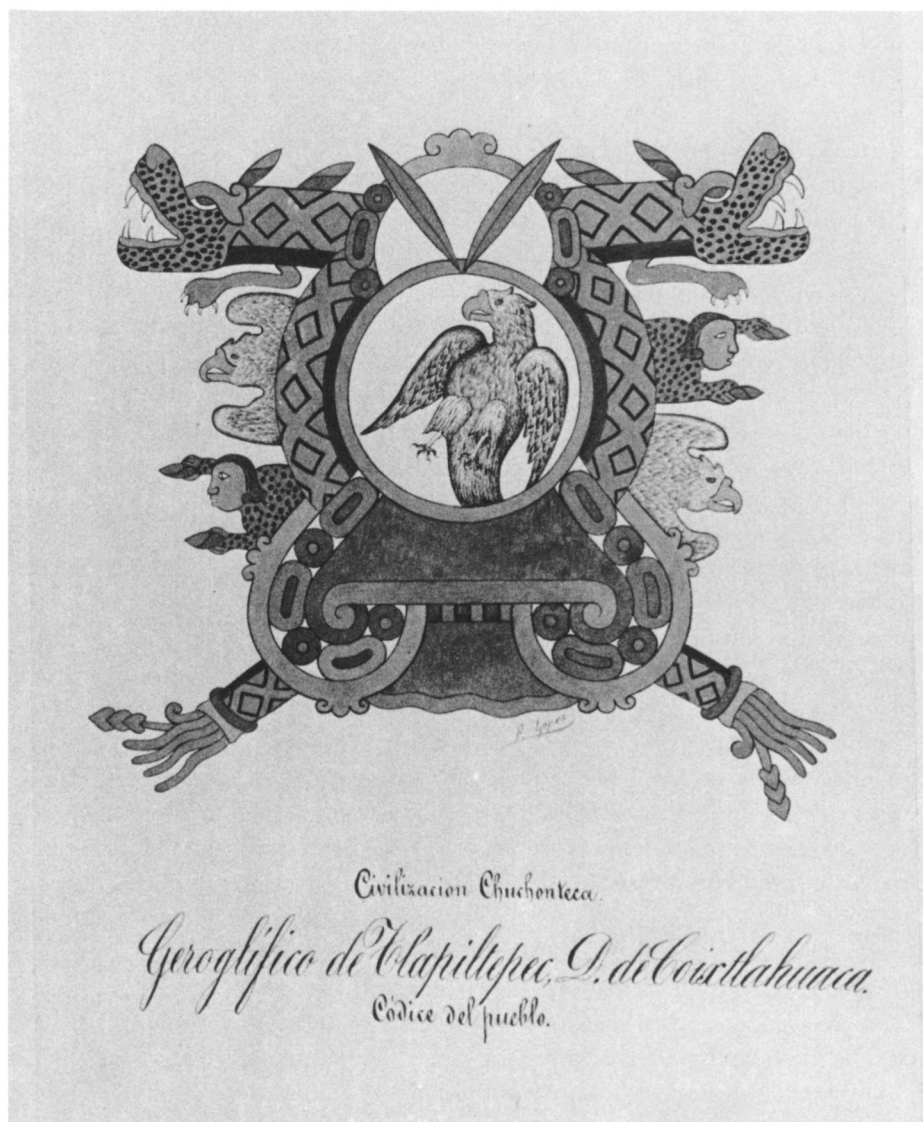 Civilizacion Chuchonteca.
Geroglífico de Tlapiltepec, D. de Coixtlahuaca.
Códice del pueblo.